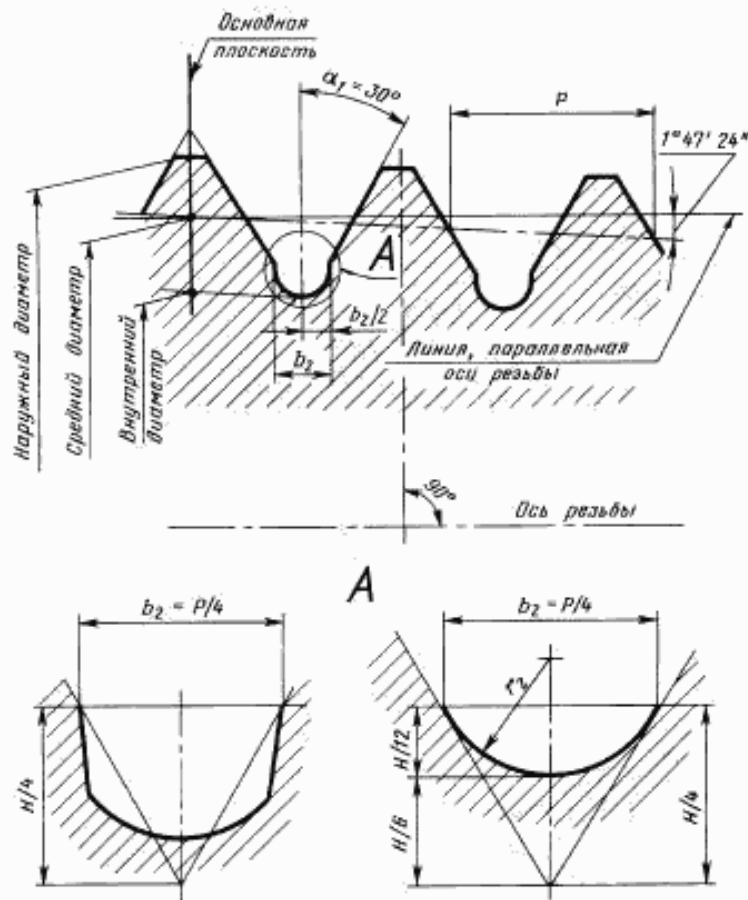 Основная
плоскость
α₁ = 30°
P
1°47′24″
A
b₂/2
b₂
Наружный диаметр
Средний диаметр
Внутренний
диаметр
Линия, параллельная
оси резьбы
90°
Ось резьбы
A
b₂ = P/4
H/4
b₂ = P/4
r₂
H/12
H/6
H/4